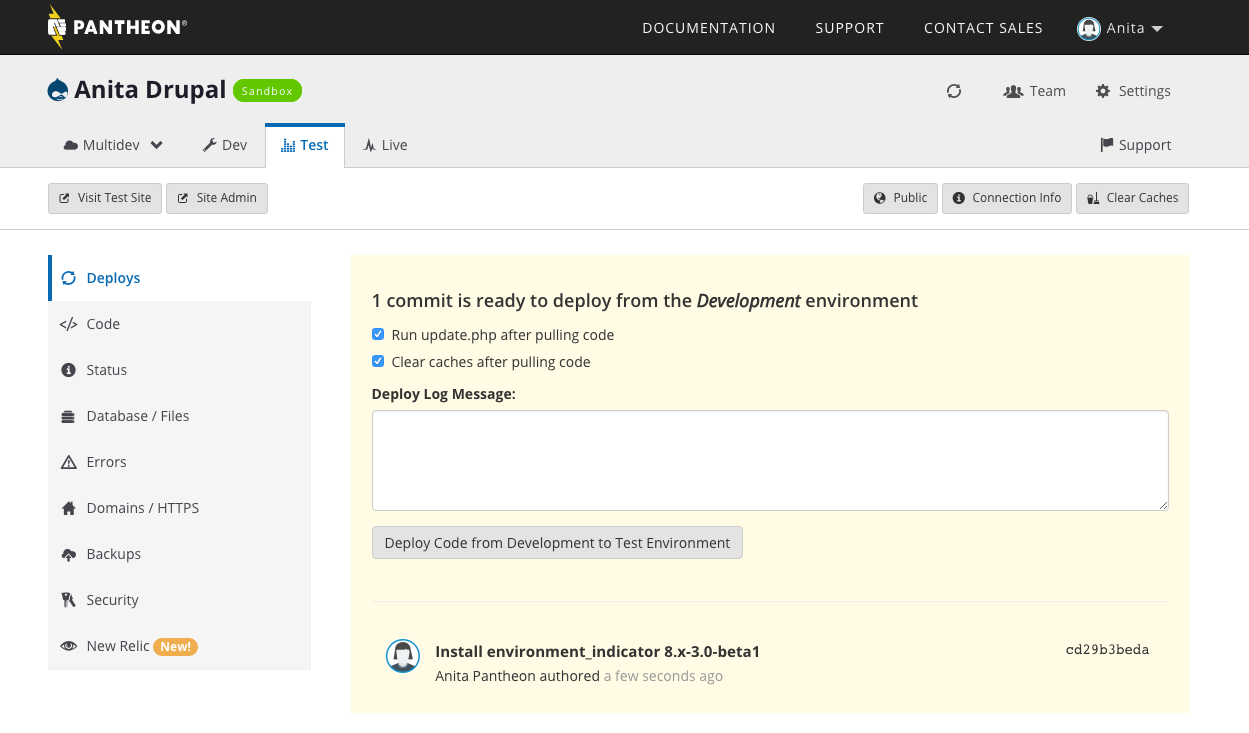 PANTHEON®
DOCUMENTATION
SUPPORT
CONTACT SALES
Anita
Anita Drupal
Sandbox
Team
Settings
Multidev
Dev
Test
Live
Support
Visit Test Site
Site Admin
Public
Connection Info
Clear Caches
Deploys
Code
Status
Database / Files
Errors
Domains / HTTPS
Backups
Security
New Relic New!
1 commit is ready to deploy from the Development environment
Run update.php after pulling code
Clear caches after pulling code
Deploy Log Message:
Deploy Code from Development to Test Environment
Install environment_indicator 8.x-3.0-beta1
cd29b3beda
Anita Pantheon authored a few seconds ago